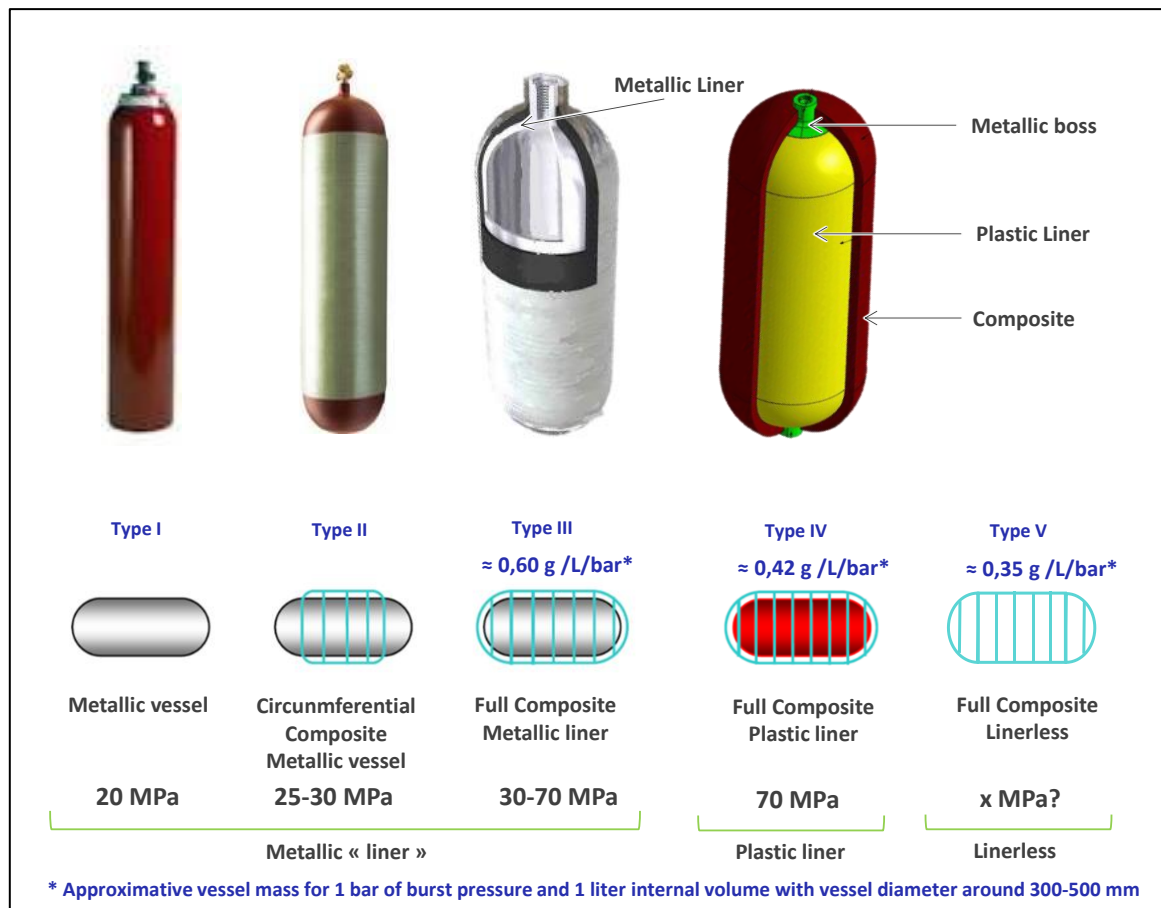 Metallic Liner
Metallic boss
Plastic Liner
Composite
Type I
Type II
Type III
Type IV
Type V
≈ 0,60 g /L/bar*
≈ 0,42 g /L/bar*
≈ 0,35 g /L/bar*
Metallic vessel
Circunmferential
Composite
Metallic vessel
Full Composite
Metallic liner
Full Composite
Plastic liner
Full Composite
Linerless
20 MPa
25-30 MPa
30-70 MPa
70 MPa
x MPa?
Metallic « liner »
Plastic liner
Linerless
* Approximative vessel mass for 1 bar of burst pressure and 1 liter internal volume with vessel diameter around 300-500 mm